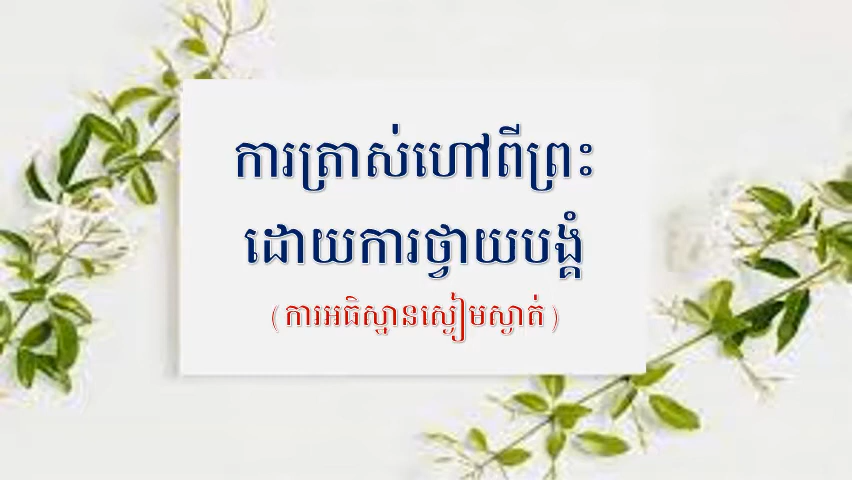 ការត្រាស់ហៅពីព្រះ
ដោយការថ្វាយបង្គំ
(ការអធិស្ឋានស្ងៀមស្ងាត់)